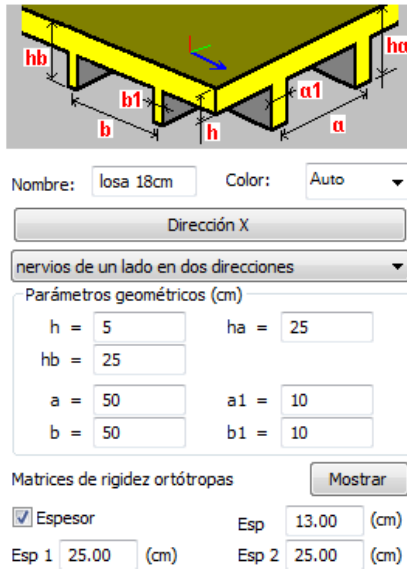 hb
ha
b1
a1
b
h
a
Nombre: losa 18cm Color: Auto
Dirección X
nervios de un lado en dos direcciones
Parámetros geométricos (cm)
h = 5 ha = 25
hb = 25
a = 50 a1 = 10
b = 50 b1 = 10
Matrices de rigidez ortótropas Mostrar
Espesor Esp 13.00 (cm)
Esp 1 25.00 (cm) Esp 2 25.00 (cm)